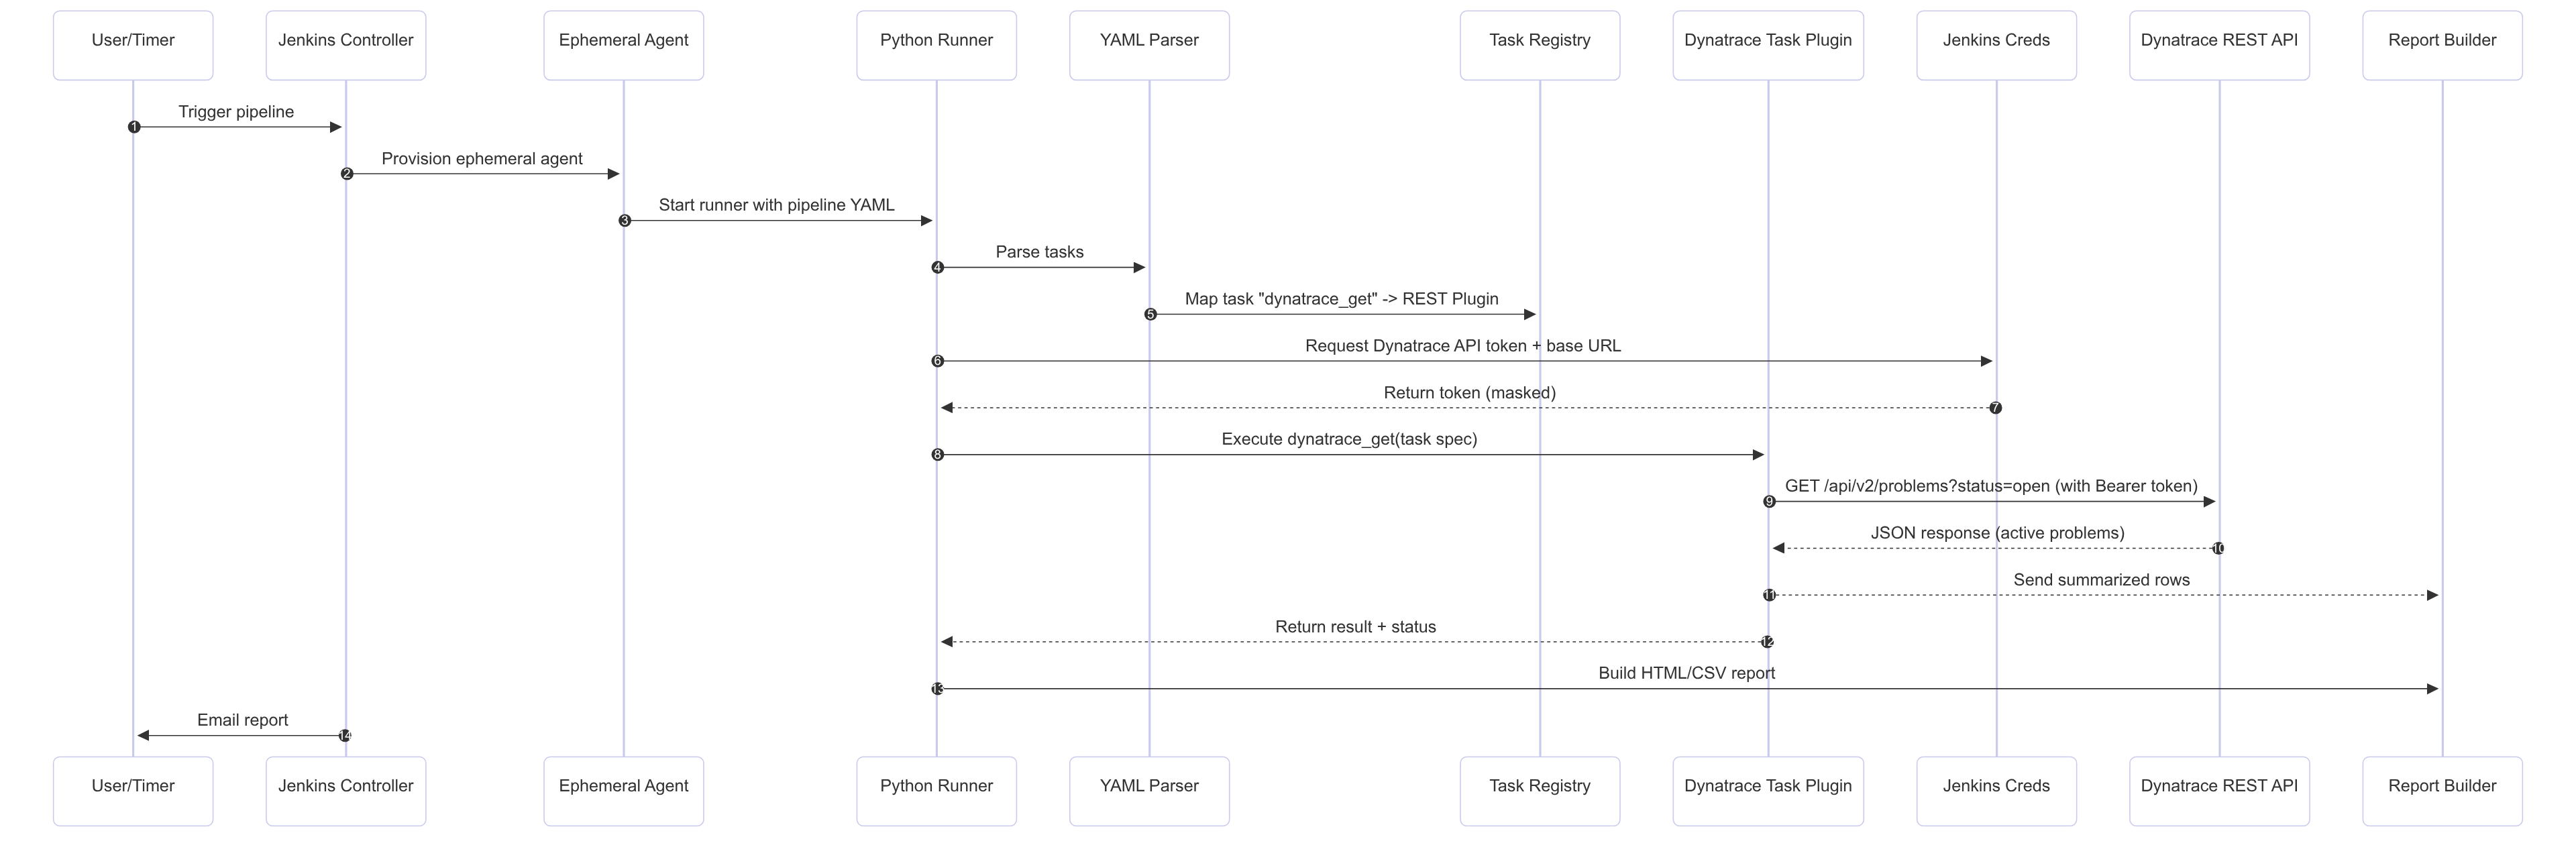 User/Timer
Jenkins Controller
Ephemeral Agent
Python Runner
YAML Parser
Task Registry
Dynatrace Task Plugin
Jenkins Creds
Dynatrace REST API
Report Builder
Trigger pipeline
1
Provision ephemeral agent
2
Start runner with pipeline YAML
3
Parse tasks
4
Map task "dynatrace_get" -> REST Plugin
5
Request Dynatrace API token + base URL
6
Return token (masked)
7
Execute dynatrace_get(task spec)
8
GET /api/v2/problems?status=open (with Bearer token)
9
JSON response (active problems)
10
Send summarized rows
11
Return result + status
12
Build HTML/CSV report
13
Email report
14
User/Timer
Jenkins Controller
Ephemeral Agent
Python Runner
YAML Parser
Task Registry
Dynatrace Task Plugin
Jenkins Creds
Dynatrace REST API
Report Builder